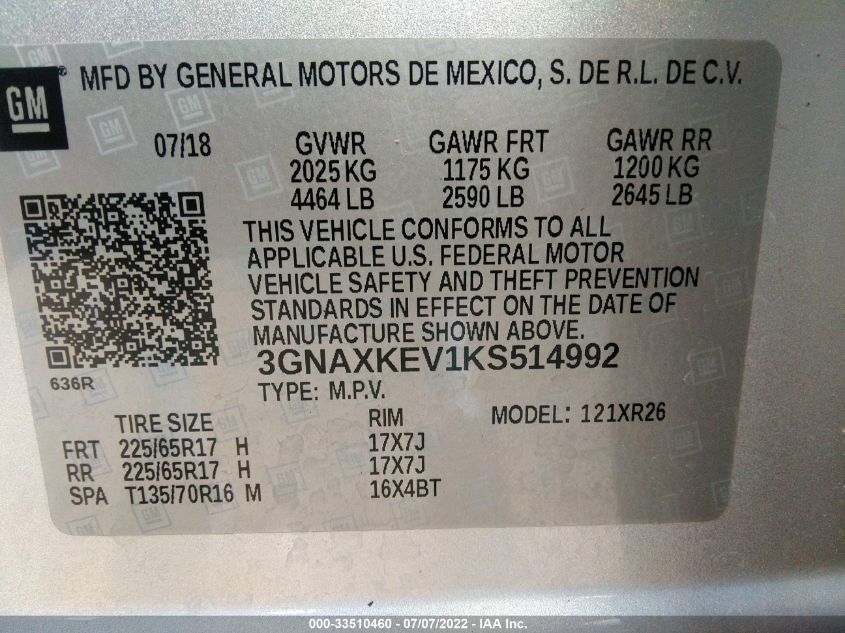 GM ® MFD BY GENERAL MOTORS DE MEXICO, S. DE R.L. DE C.V.
07/18 GVWR GAWR FRT GAWR RR
2025 KG 1175 KG 1200 KG
4464 LB 2590 LB 2645 LB
THIS VEHICLE CONFORMS TO ALL
APPLICABLE U.S. FEDERAL MOTOR
VEHICLE SAFETY AND THEFT PREVENTION
STANDARDS IN EFFECT ON THE DATE OF
MANUFACTURE SHOWN ABOVE.
3GNAXKEV1KS514992
636R
TYPE: M.P.V.
TIRE SIZE RIM MODEL: 121XR26
FRT 225/65R17 H 17X7J
RR 225/65R17 H 17X7J
SPA T135/70R16 M 16X4BT
000-33510460 - 07/07/2022 - IAA Inc.